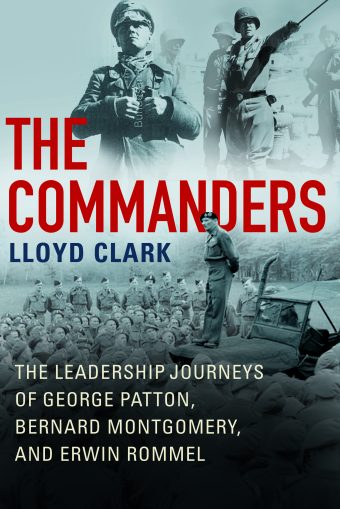 THE
COMMANDERS
LLOYD CLARK
THE LEADERSHIP JOURNEYS
OF GEORGE PATTON,
BERNARD MONTGOMERY,
AND ERWIN ROMMEL